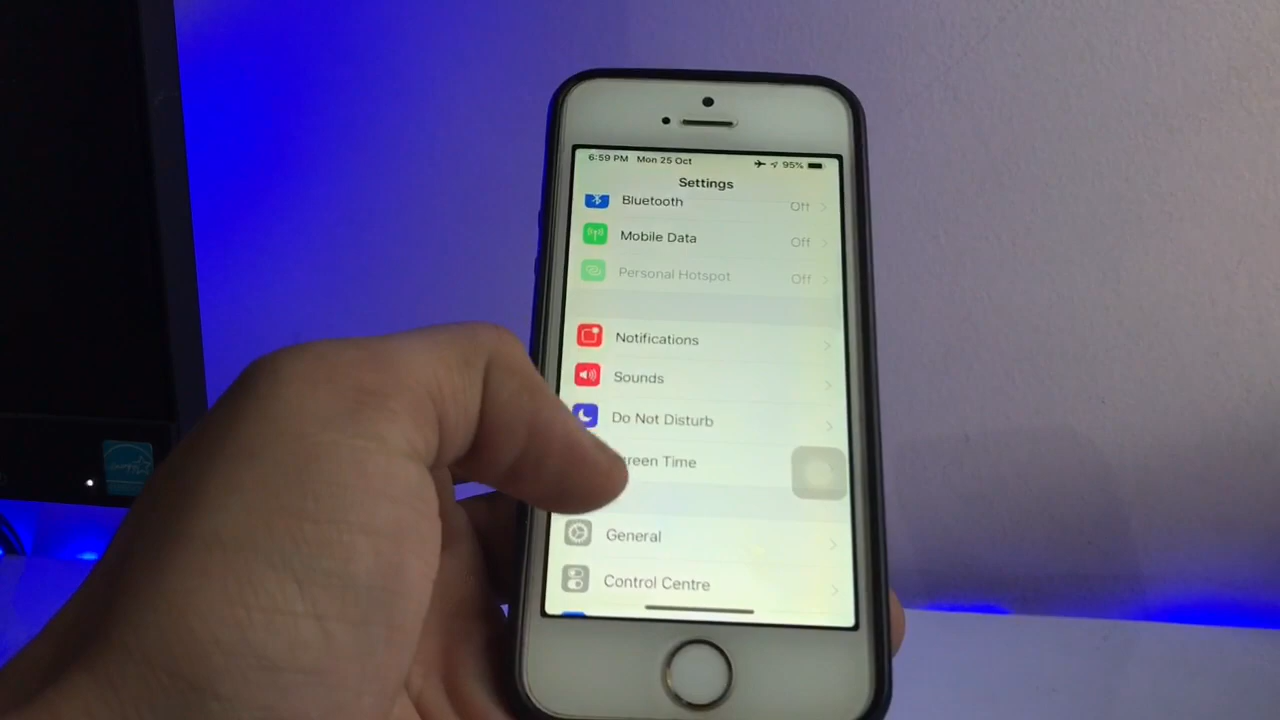 6:59 PM Mon 25 Oct 95%
Settings
Bluetooth Off
Mobile Data Off
Personal Hotspot Off
Notifications
Sounds
Do Not Disturb
reen Time
General
Control Centre